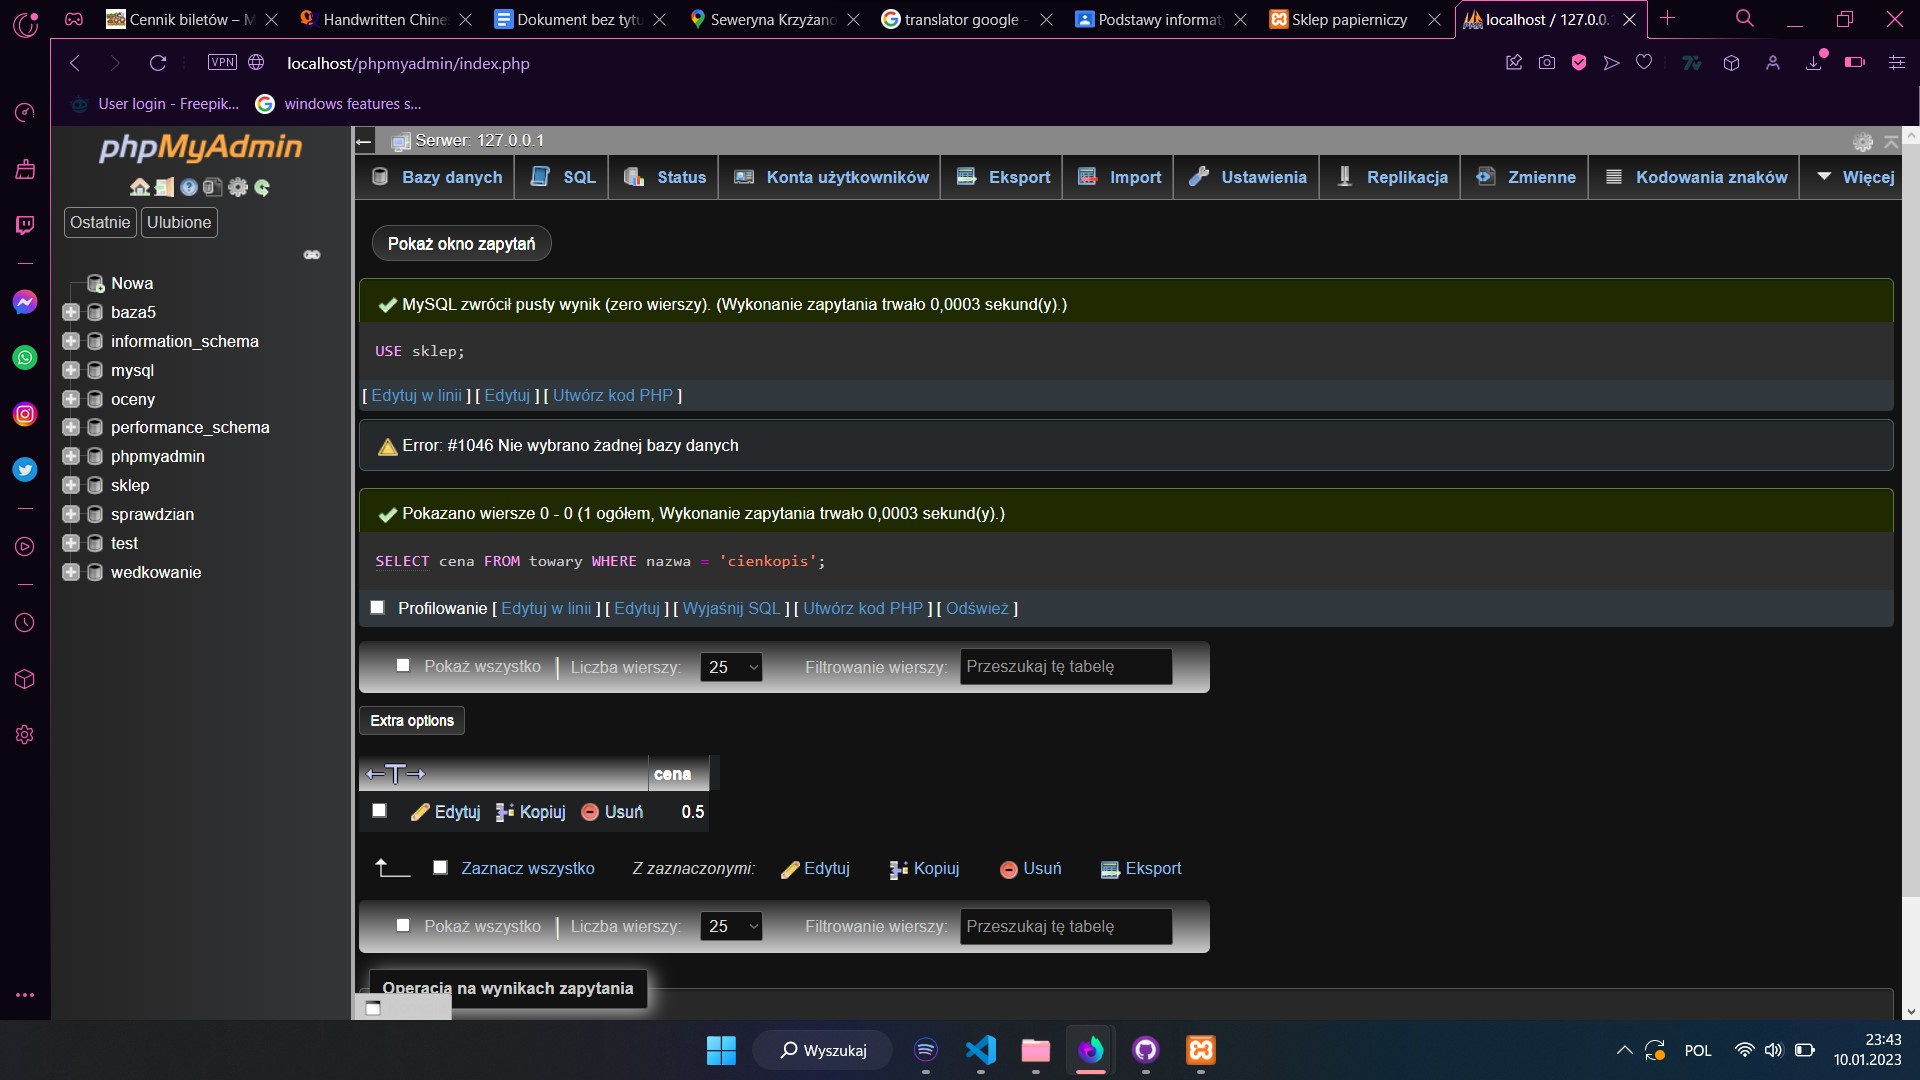 Cennik biletów – M
Handwritten Chine
Dokument bez tytu
Seweryna Krzyżano
translator google -
Podstawy informat
Sklep papierniczy
localhost / 127.0.0.
VPN
localhost/phpmyadmin/index.php
User login - Freepik...
windows features s...
phpMyAdmin
Ostatnie
Ulubione
Nowa
baza5
information_schema
mysql
oceny
performance_schema
phpmyadmin
sklep
sprawdzian
test
wedkowanie
Serwer: 127.0.0.1
Bazy danych
SQL
Status
Konta użytkowników
Eksport
Import
Ustawienia
Replikacja
Zmienne
Kodowania znaków
Więcej
Pokaż okno zapytań
MySQL zwrócił pusty wynik (zero wierszy). (Wykonanie zapytania trwało 0,0003 sekund(y).)
USE sklep;
[ Edytuj w linii ] [ Edytuj ] [ Utwórz kod PHP ]
Error: #1046 Nie wybrano żadnej bazy danych
Pokazano wiersze 0 - 0 (1 ogółem, Wykonanie zapytania trwało 0,0003 sekund(y).)
SELECT cena FROM towary WHERE nazwa = 'cienkopis';
Profilowanie [ Edytuj w linii ] [ Edytuj ] [ Wyjaśnij SQL ] [ Utwórz kod PHP ] [ Odśwież ]
Pokaż wszystko
Liczba wierszy:
25
Filtrowanie wierszy:
Przeszukaj tę tabelę
Extra options
cena
Edytuj
Kopiuj
Usuń
0.5
Zaznacz wszystko
Z zaznaczonymi:
Edytuj
Kopiuj
Usuń
Eksport
Pokaż wszystko
Liczba wierszy:
25
Filtrowanie wierszy:
Przeszukaj tę tabelę
Operacja na wynikach zapytania
Wyszukaj
POL
23:43
10.01.2023